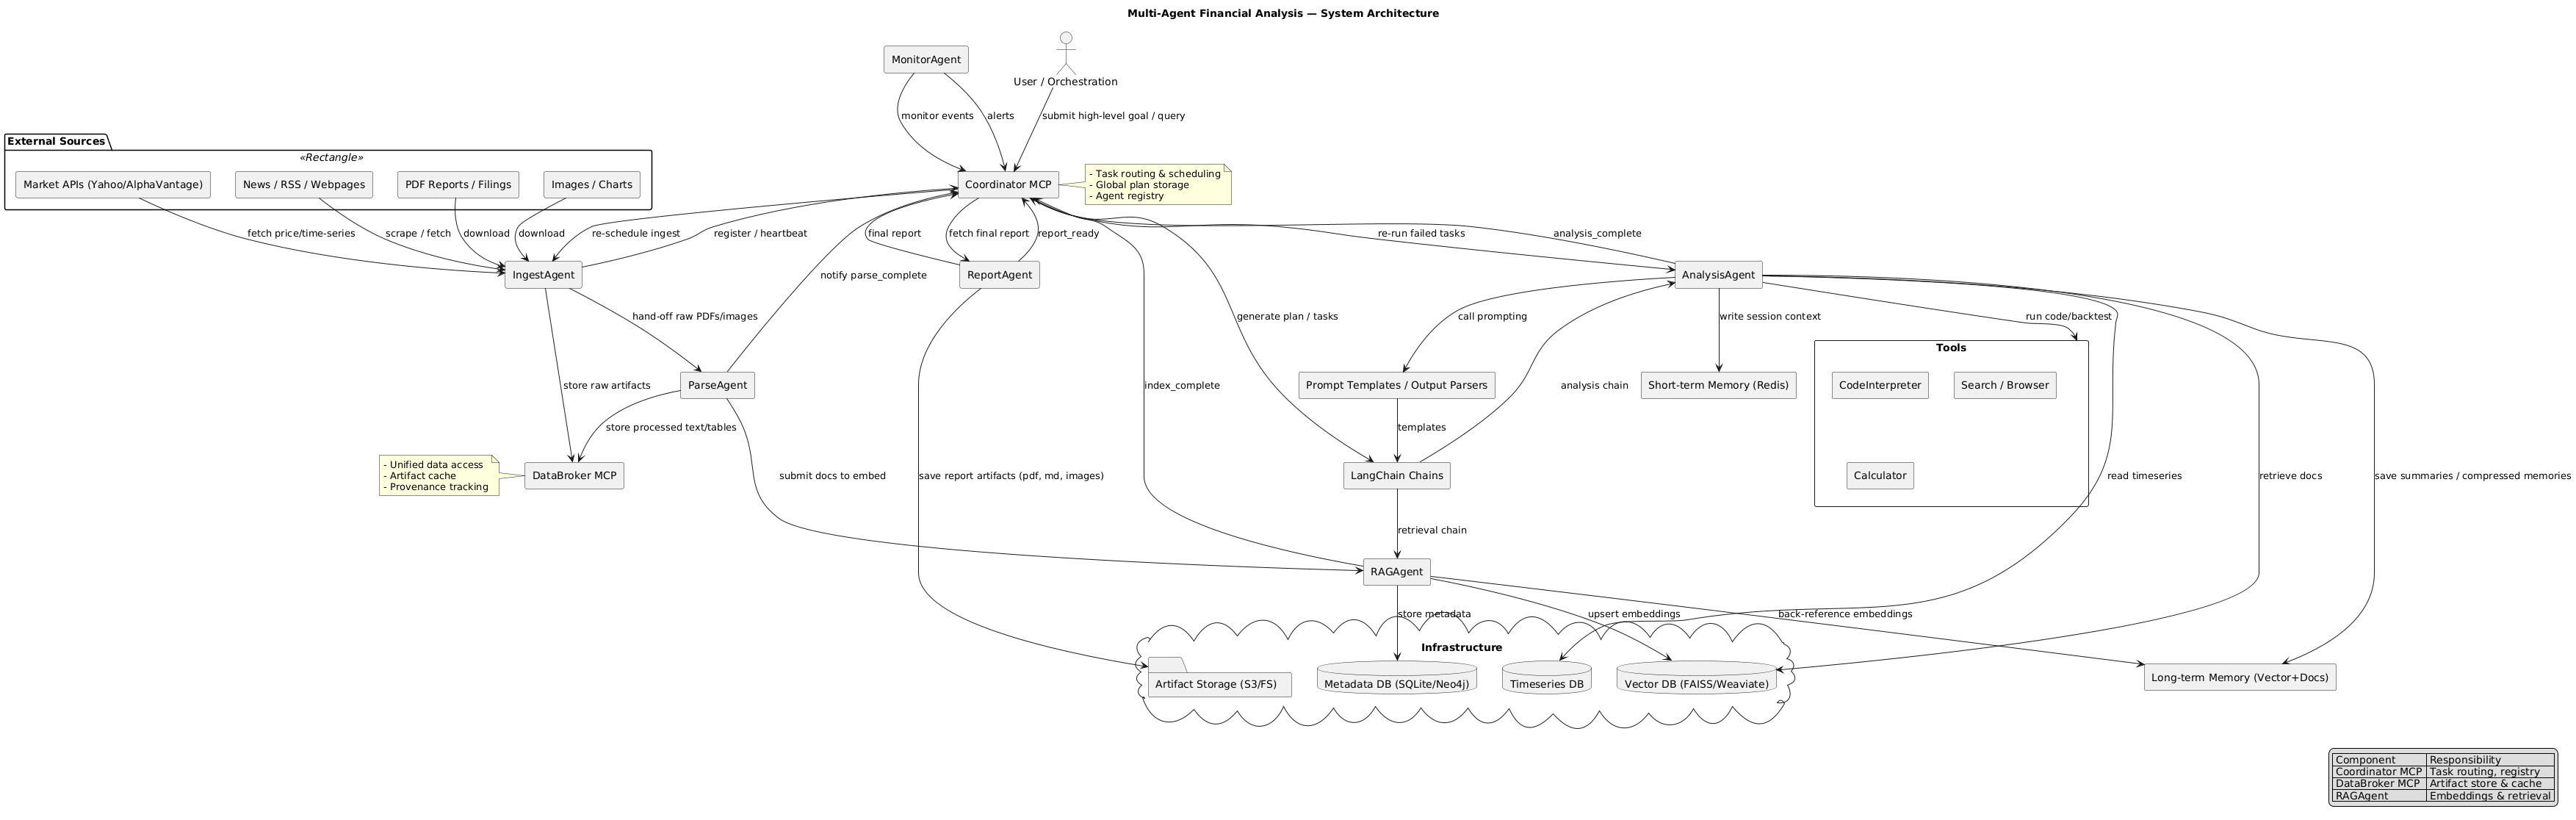 Multi-Agent Financial Analysis — System Architecture
MonitorAgent
User / Orchestration
monitor events
alerts
submit high-level goal / query
External Sources
«Rectangle»
Market APIs (Yahoo/AlphaVantage)
News / RSS / Webpages
PDF Reports / Filings
Images / Charts
Coordinator MCP
- Task routing & scheduling
- Global plan storage
- Agent registry
fetch price/time-series
scrape / fetch
download
download
re-schedule ingest
register / heartbeat
final report
fetch final report
report_ready
re-run failed tasks
analysis_complete
IngestAgent
notify parse_complete
ReportAgent
AnalysisAgent
hand-off raw PDFs/images
generate plan / tasks
call prompting
write session context
run code/backtest
store raw artifacts
ParseAgent
index_complete
Prompt Templates / Output Parsers
analysis chain
Short-term Memory (Redis)
Tools
CodeInterpreter
Search / Browser
Calculator
store processed text/tables
templates
- Unified data access
- Artifact cache
- Provenance tracking
DataBroker MCP
submit docs to embed
save report artifacts (pdf, md, images)
LangChain Chains
read timeseries
retrieve docs
save summaries / compressed memories
retrieval chain
RAGAgent
store metadata
upsert embeddings
back-reference embeddings
Infrastructure
Artifact Storage (S3/FS)
Metadata DB (SQLite/Neo4j)
Timeseries DB
Vector DB (FAISS/Weaviate)
Long-term Memory (Vector+Docs)
Component Responsibility
Coordinator MCP Task routing, registry
DataBroker MCP Artifact store & cache
RAGAgent Embeddings & retrieval